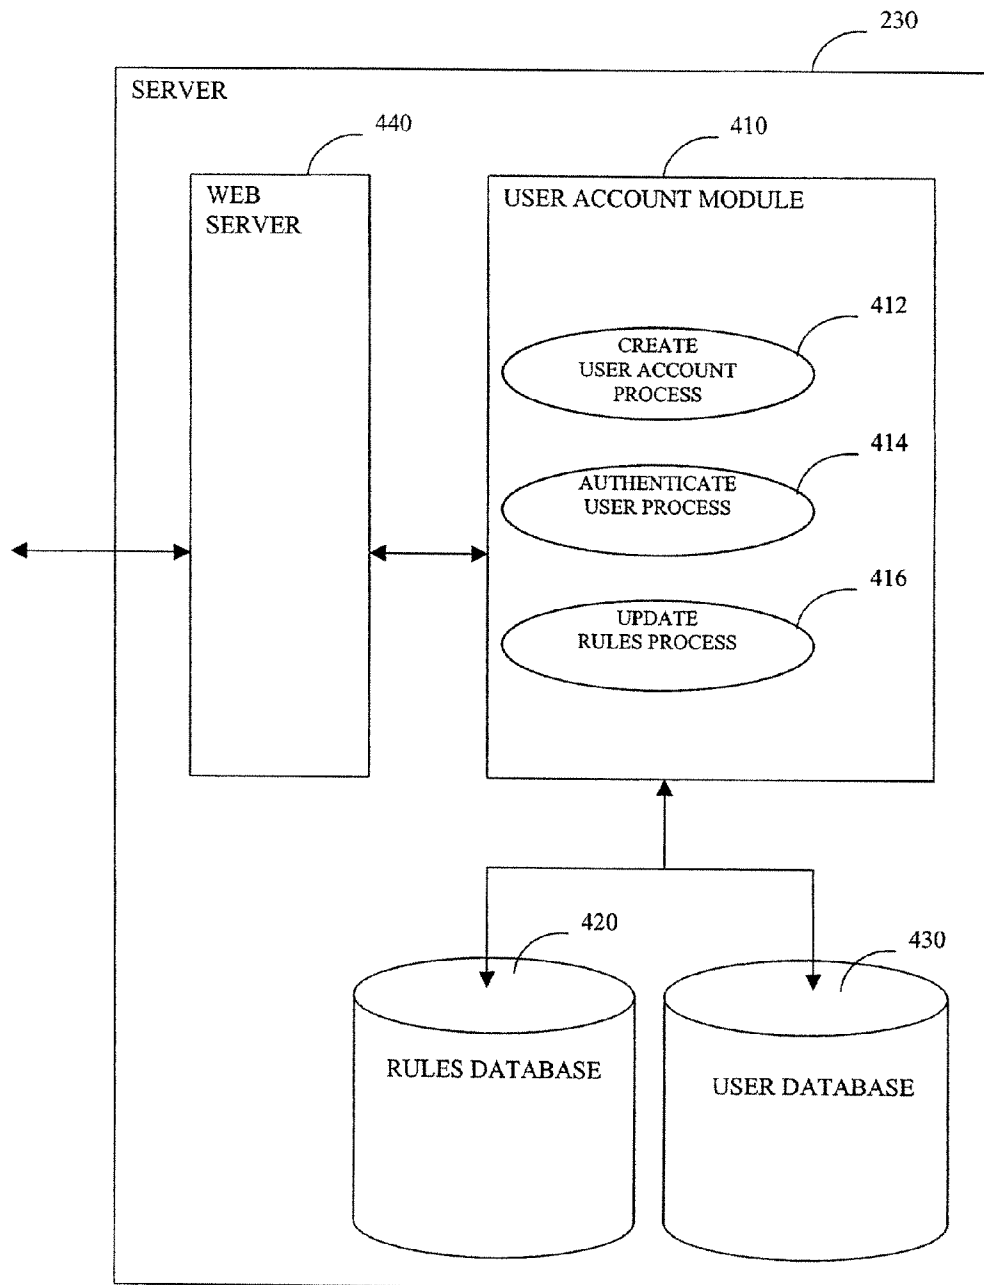 230
SERVER
440
410
WEB
SERVER
USER ACCOUNT MODULE
412
CREATE
USER ACCOUNT
PROCESS
414
AUTHENTICATE
USER PROCESS
416
UPDATE
RULES PROCESS
420
430
RULES DATABASE
USER DATABASE